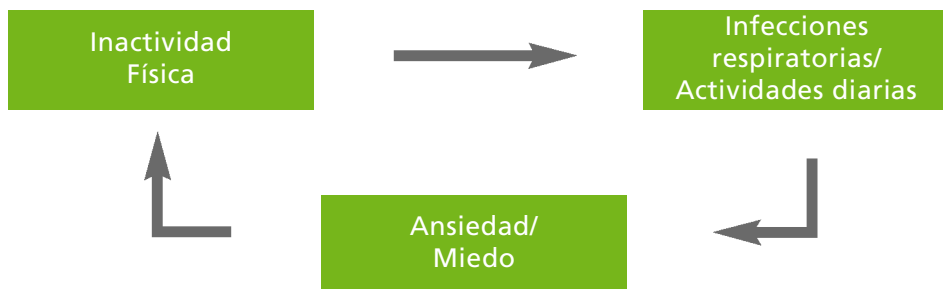 Inactividad
Física
Infecciones
respiratorias/
Actividades diarias
Ansiedad/
Miedo